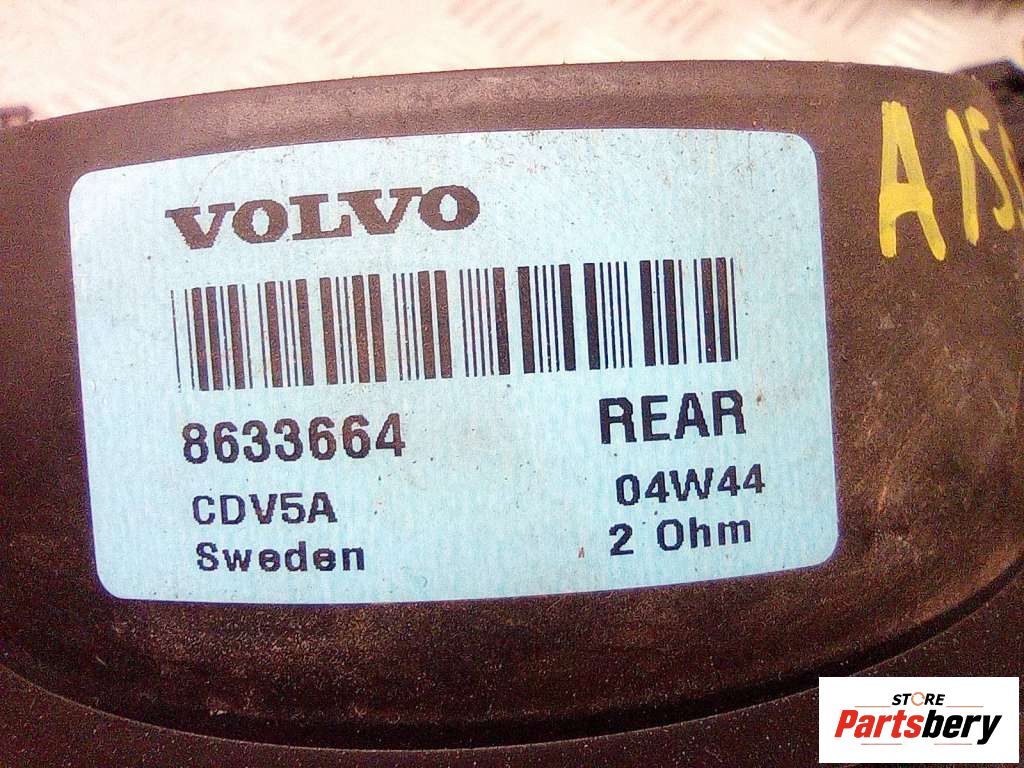 VOLVO
8633664 REAR
CDV5A 04W44
Sweden 2 Ohm
STORE
Partsbery